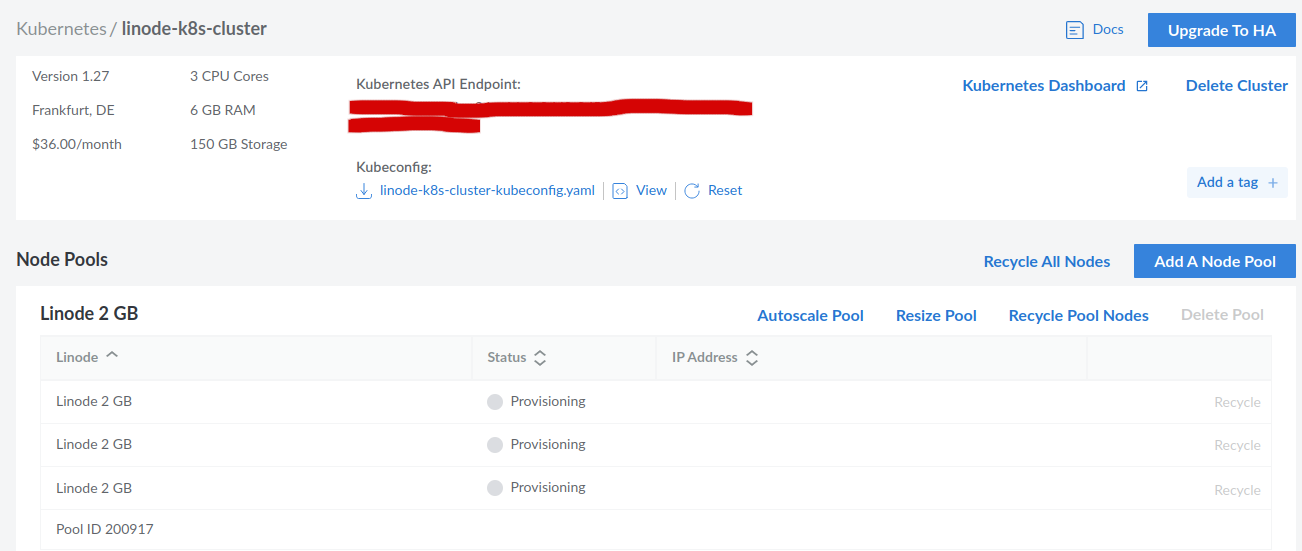 Kubernetes / linode-k8s-cluster
Docs
Upgrade To HA
Version 1.27
3 CPU Cores
Frankfurt, DE
6 GB RAM
$36.00/month
150 GB Storage
Kubernetes API Endpoint:
Kubeconfig:
linode-k8s-cluster-kubeconfig.yaml
View
Reset
Kubernetes Dashboard
Delete Cluster
Add a tag +
Node Pools
Recycle All Nodes
Add A Node Pool
Linode 2 GB
Autoscale Pool
Resize Pool
Recycle Pool Nodes
Delete Pool
Linode
Status
IP Address
Linode 2 GB
Provisioning
Recycle
Linode 2 GB
Provisioning
Recycle
Linode 2 GB
Provisioning
Recycle
Pool ID 200917